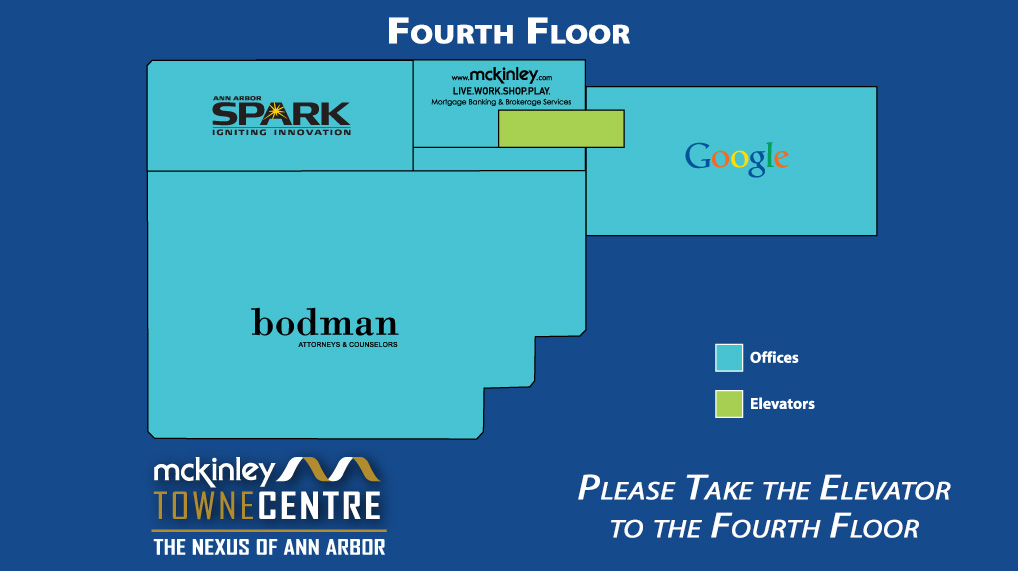 FOURTH FLOOR
ANN ARBOR
SPARK
IGNITING INNOVATION
www.mckinley.com
LIVE.WORK.SHOP.PLAY.
Mortgage Banking & Brokerage Services
Google
bodman
ATTORNEYS & COUNSELORS
Offices
Elevators
mckinley
TOWNE CENTRE
THE NEXUS OF ANN ARBOR
PLEASE TAKE THE ELEVATOR
TO THE FOURTH FLOOR